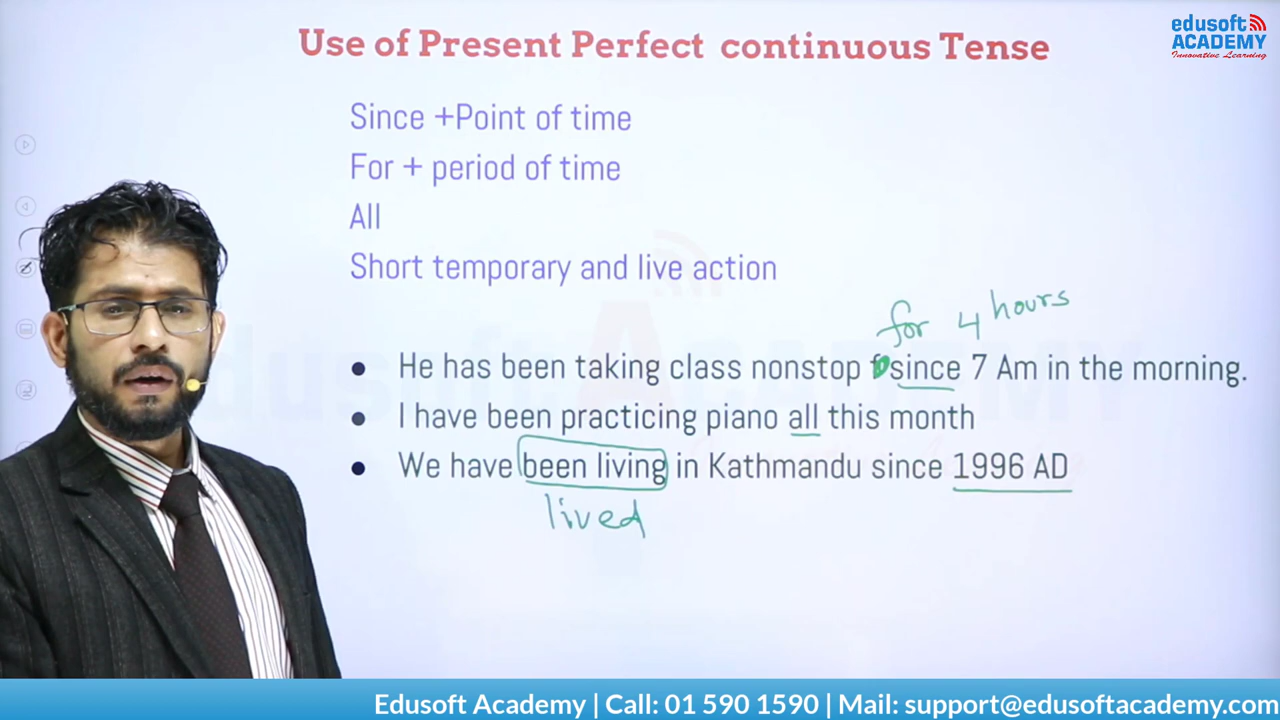 Use of Present Perfect continuous Tense
edusoft
ACADEMY
Innovative Learning
Since +Point of time
For + period of time
All
Short temporary and live action
for 4 hours
He has been taking class nonstop since 7 Am in the morning.
I have been practicing piano all this month
We have been living in Kathmandu since 1996 AD
lived
Edusoft Academy | Call: 01 590 1590 | Mail: support@edusoftacademy.com